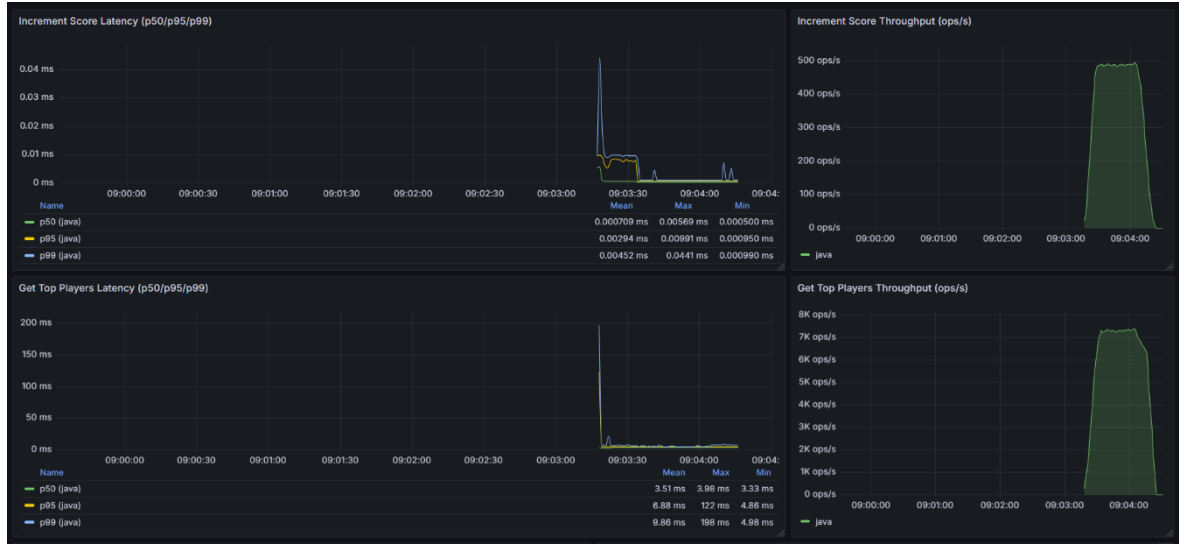 Increment Score Latency (p50/p95/p99)
0.04 ms
0.03 ms
0.02 ms
0.01 ms
0 ms
09:00:00 09:00:30 09:01:00 09:01:30 09:02:00 09:02:30 09:03:00 09:03:30 09:04:00 09:04:
Name Mean Max Min
p50 (java) 0.000709 ms 0.00569 ms 0.000500 ms
p95 (java) 0.00294 ms 0.00991 ms 0.000950 ms
p99 (java) 0.00452 ms 0.0441 ms 0.000990 ms
Increment Score Throughput (ops/s)
500 ops/s
400 ops/s
300 ops/s
200 ops/s
100 ops/s
0 ops/s
09:00:00 09:01:00 09:02:00 09:03:00 09:04:00
java
Get Top Players Latency (p50/p95/p99)
200 ms
150 ms
100 ms
50 ms
0 ms
09:00:00 09:00:30 09:01:00 09:01:30 09:02:00 09:02:30 09:03:00 09:03:30 09:04:00 09:04:
Name Mean Max Min
p50 (java) 3.51 ms 3.98 ms 3.33 ms
p95 (java) 6.88 ms 122 ms 4.86 ms
p99 (java) 9.86 ms 198 ms 4.98 ms
Get Top Players Throughput (ops/s)
8K ops/s
7K ops/s
6K ops/s
5K ops/s
4K ops/s
3K ops/s
2K ops/s
1K ops/s
0 ops/s
09:00:00 09:01:00 09:02:00 09:03:00 09:04:00
java